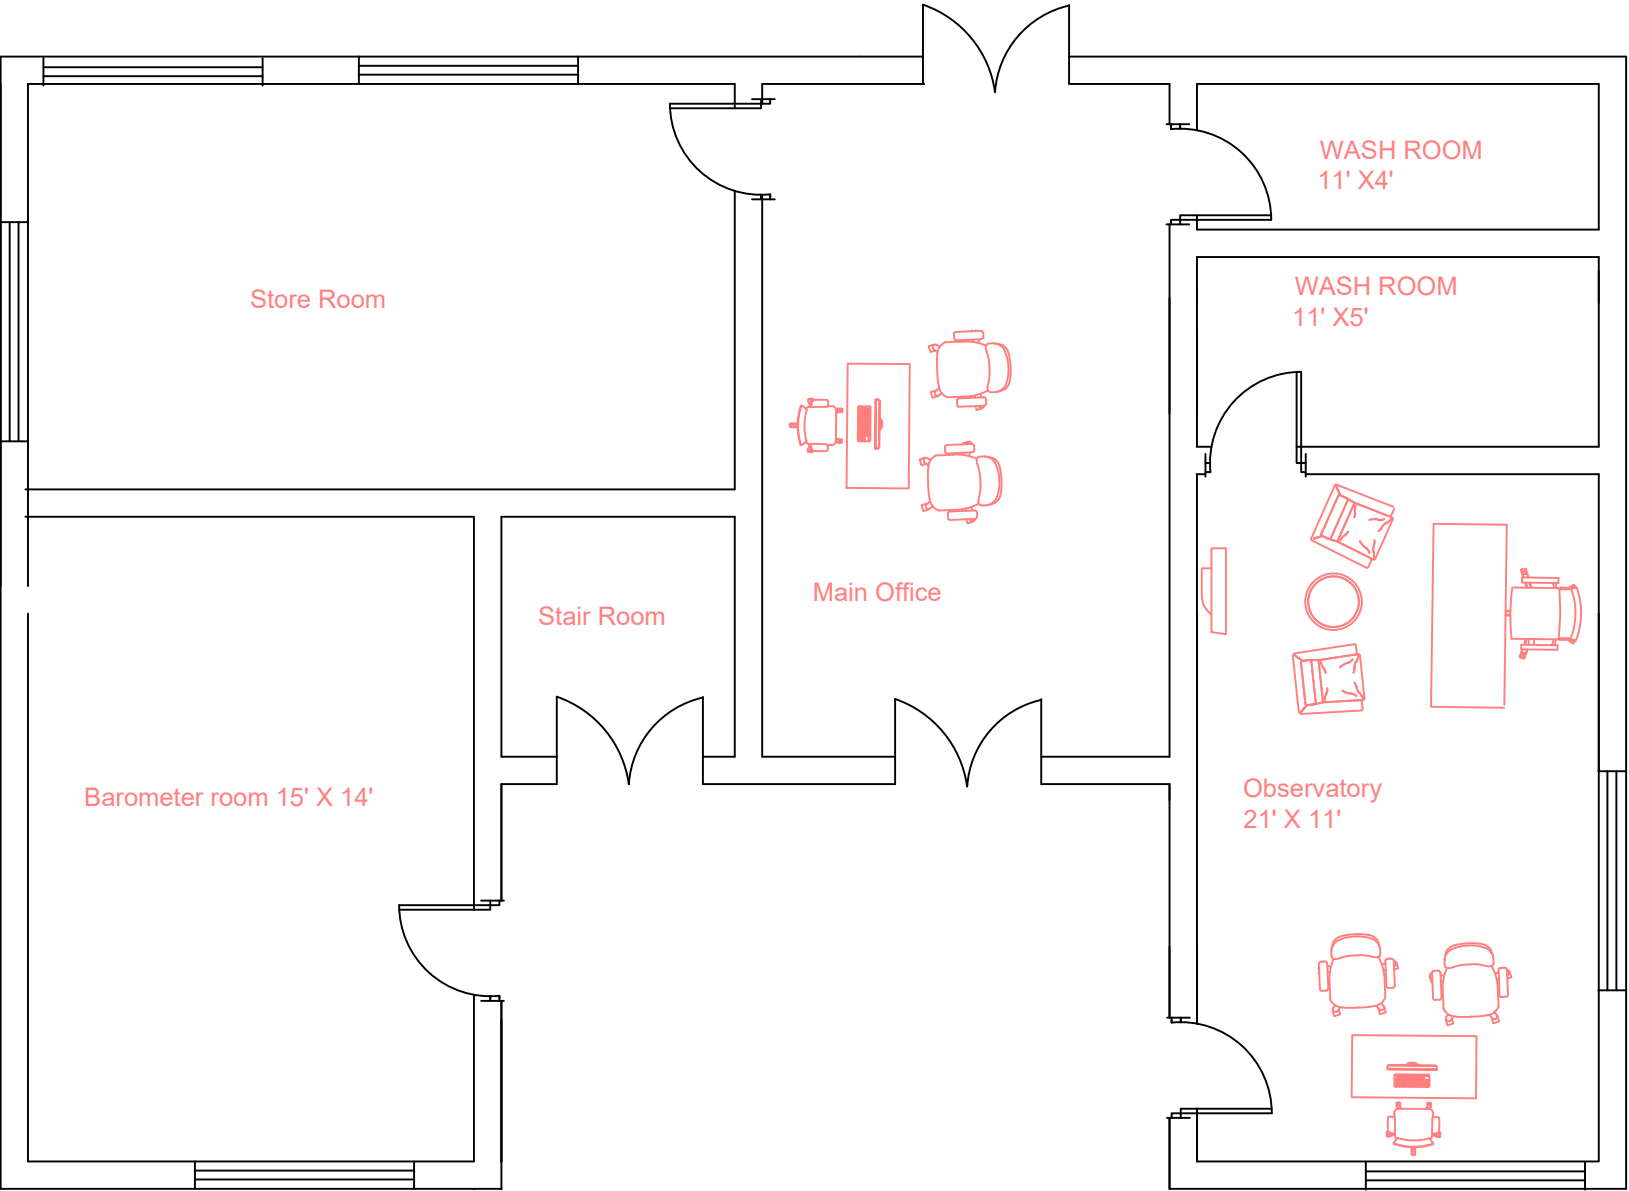 WASH ROOM
11' X4'
WASH ROOM
11' X5'
Store Room
Main Office
Stair Room
Barometer room 15' X 14'
Observatory
21' X 11'